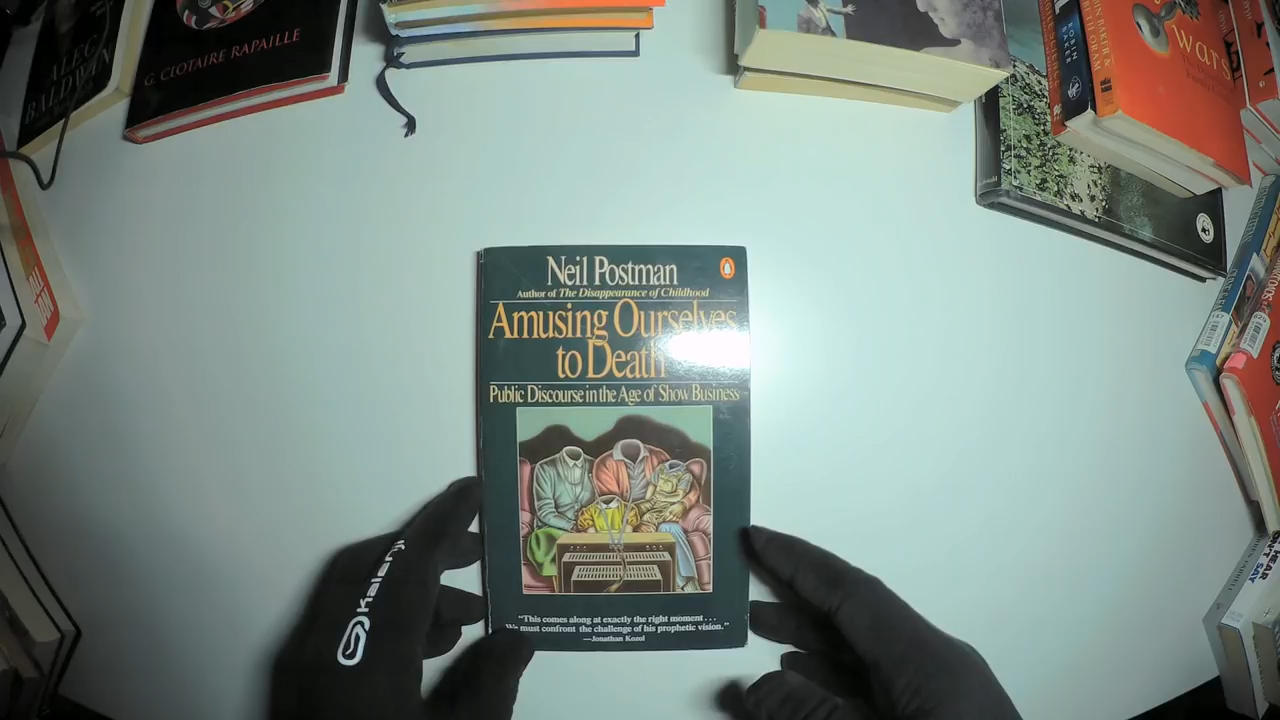 ALEC
BALDWIN
G. CLOTAIRE RAPAILLE
wars
Neil Postman
Author of The Disappearance of Childhood
Amusing Ourselves
to Death
Public Discourse in the Age of Show Business
"This comes along at exactly the right moment . . .
We must confront the challenge of his prophetic vision."
—Jonathan Kozol
SAY